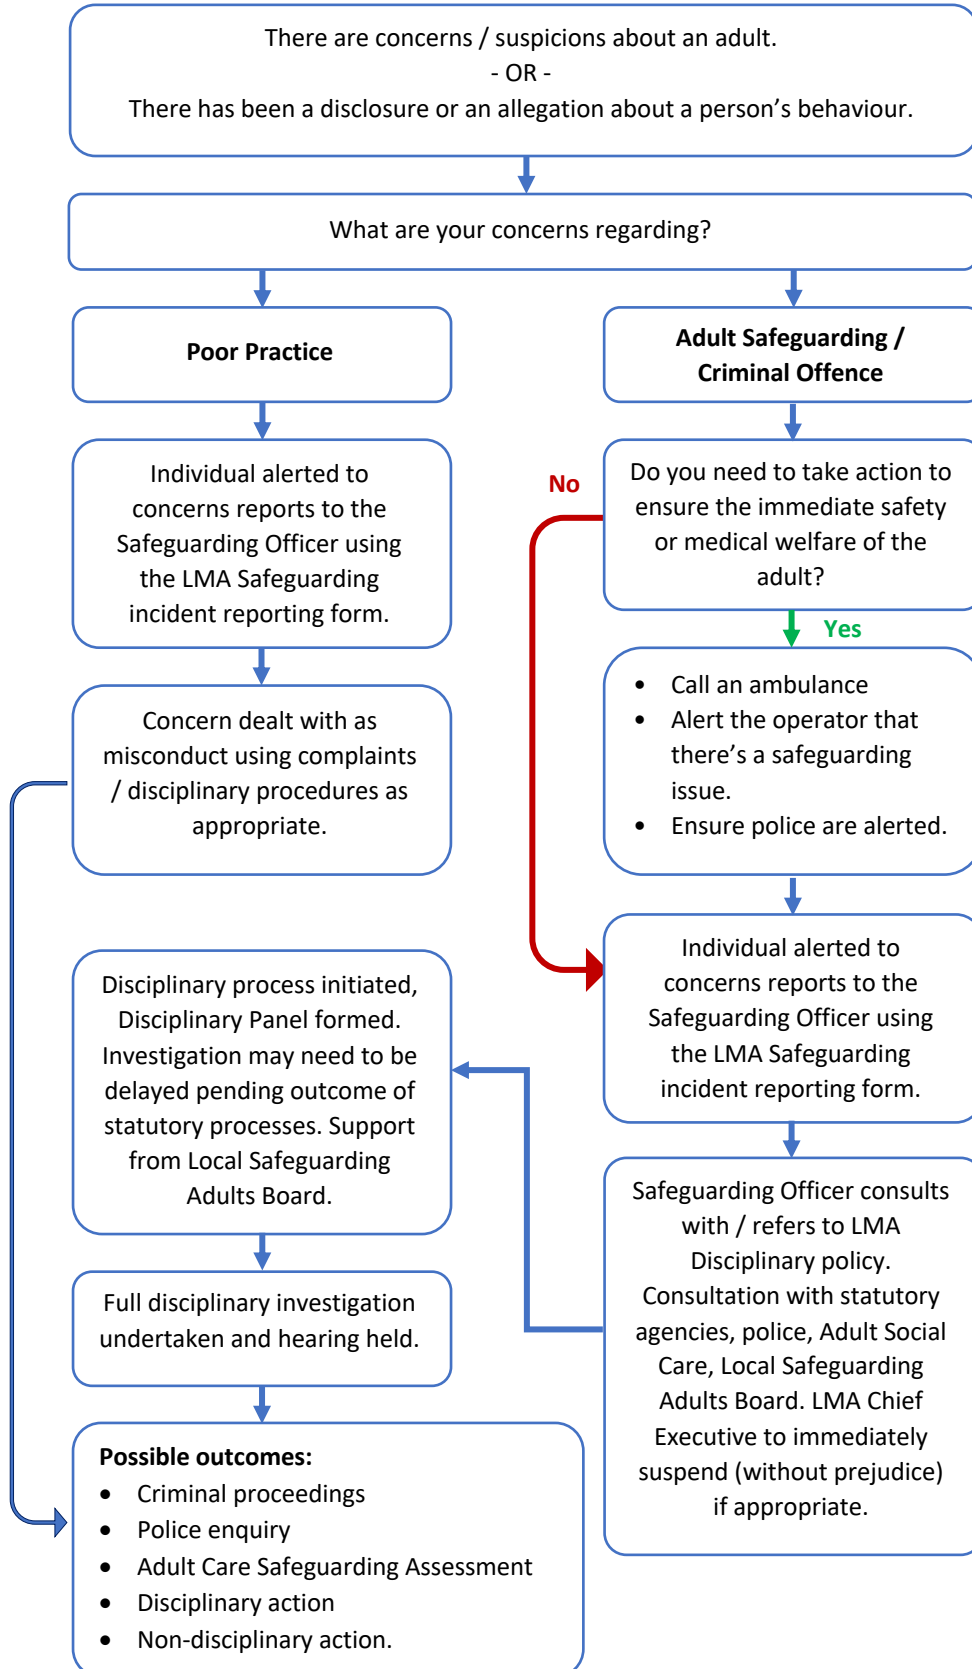 There are concerns / suspicions about an adult.
- OR -
There has been a disclosure or an allegation about a person’s behaviour.
What are your concerns regarding?
Poor Practice
Individual alerted to
concerns reports to the
Safeguarding Officer using
the LMA Safeguarding
incident reporting form.
Concern dealt with as
misconduct using complaints
/ disciplinary procedures as
appropriate.
Adult Safeguarding /
Criminal Offence
Do you need to take action to
ensure the immediate safety
or medical welfare of the
adult?
No
Yes
• Call an ambulance
• Alert the operator that
there’s a safeguarding
issue.
• Ensure police are alerted.
Individual alerted to
concerns reports to the
Safeguarding Officer using
the LMA Safeguarding
incident reporting form.
Safeguarding Officer consults
with / refers to LMA
Disciplinary policy.
Consultation with statutory
agencies, police, Adult Social
Care, Local Safeguarding
Adults Board. LMA Chief
Executive to immediately
suspend (without prejudice)
if appropriate.
Disciplinary process initiated,
Disciplinary Panel formed.
Investigation may need to be
delayed pending outcome of
statutory processes. Support
from Local Safeguarding
Adults Board.
Full disciplinary investigation
undertaken and hearing held.
Possible outcomes:
• Criminal proceedings
• Police enquiry
• Adult Care Safeguarding Assessment
• Disciplinary action
• Non-disciplinary action.